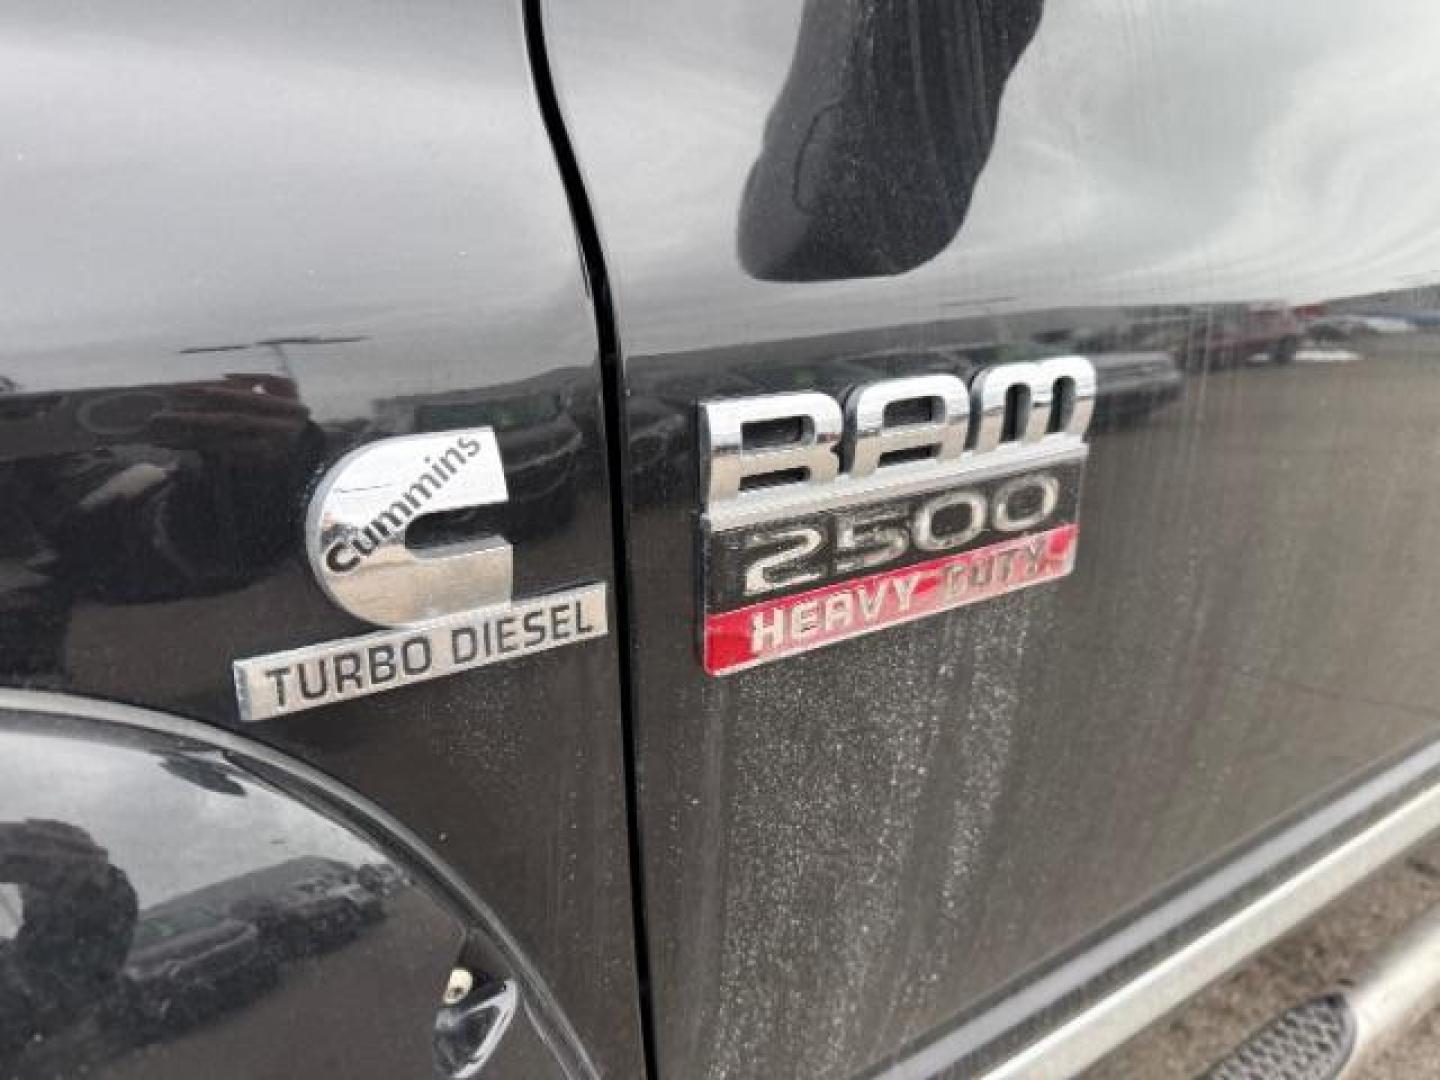 cummins
TURBO DIESEL
RAM
2500
HEAVY DUTY